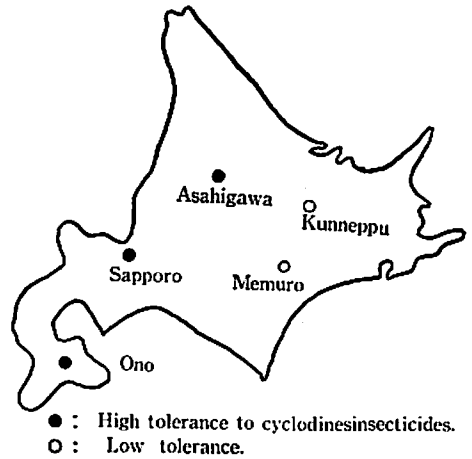 Asahigawa
Kunneppu
Sapporo
Memuro
Ono
● : High tolerance to cyclodinesinsecticides.
○ : Low tolerance.